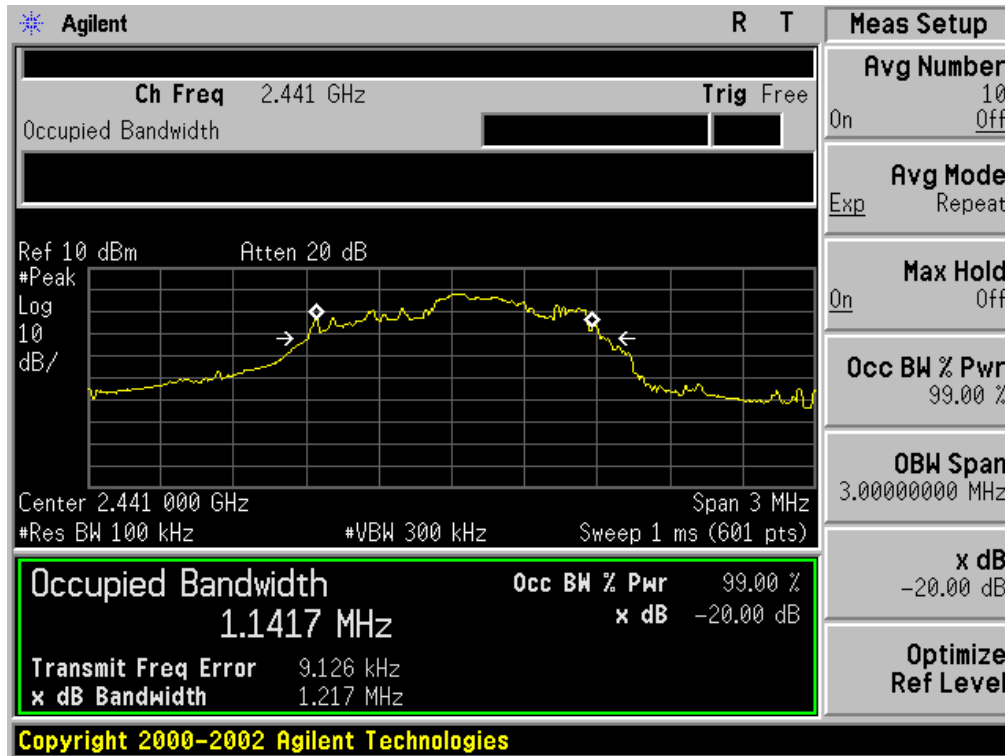 Agilent R T
Ch Freq 2.441 GHz Trig Free
Occupied Bandwidth
Ref 10 dBm Atten 20 dB
#Peak
Log
10
dB/
Center 2.441 000 GHz Span 3 MHz
#Res BW 100 kHz #VBW 300 kHz Sweep 1 ms (601 pts)
Occupied Bandwidth Occ BW % Pwr 99.00 %
1.1417 MHz x dB -20.00 dB
Transmit Freq Error 9.126 kHz
x dB Bandwidth 1.217 MHz
Copyright 2000-2002 Agilent Technologies
Meas Setup
Avg Number
10
On Off
Avg Mode
Exp Repeat
Max Hold
On Off
Occ BW % Pwr
99.00 %
OBW Span
3.00000000 MHz
x dB
-20.00 dB
Optimize
Ref Level